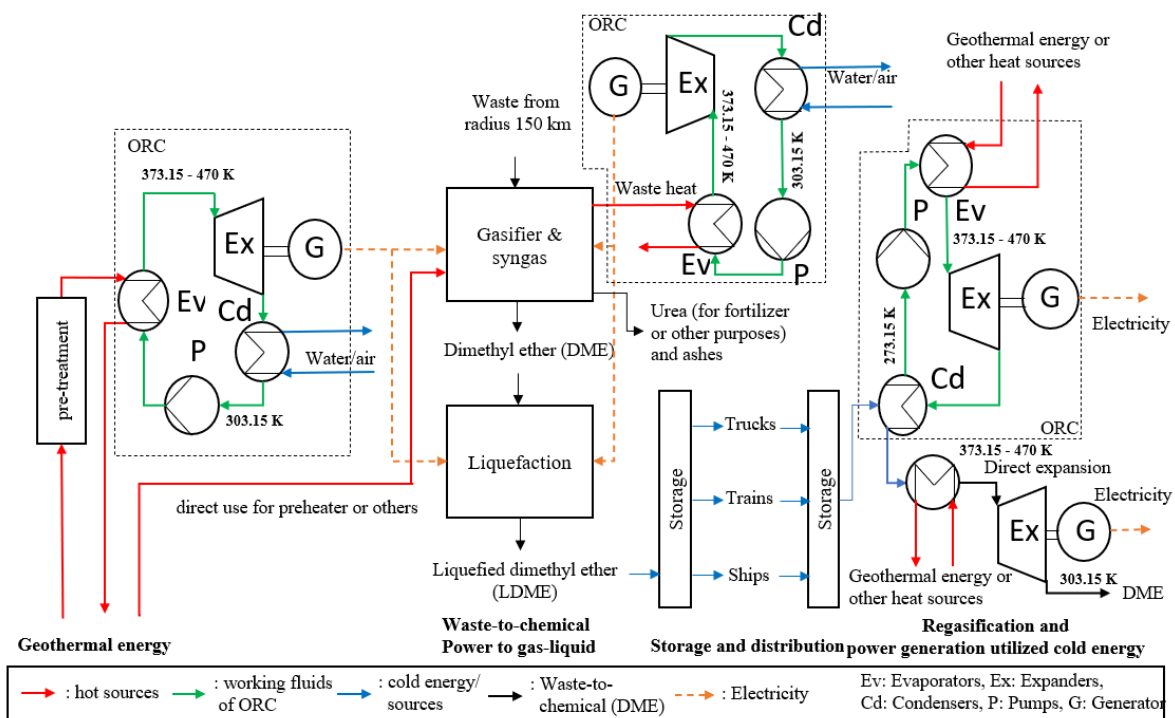 ORC
373.15 - 470 K
Ex
G
Ev
Cd
P
Water/air
303.15 K
pre-treatment
Geothermal energy
direct use for preheater or others
Waste from
radius 150 km
Gasifier &
syngas
Dimethyl ether (DME)
Liquefaction
Liquefied dimethyl ether
(LDME)
Waste-to-chemical
Power to gas-liquid
Urea (for fortilizer
or other purposes)
and ashes
ORC
Cd
G
Ex
Water/air
373.15 - 470 K
303.15 K
Waste heat
Ev
P
Storage
Trucks
Trains
Ships
Storage
Storage and distribution
Geothermal energy or
other heat sources
P
Ev
373.15 - 470 K
Ex
G
Electricity
273.15 K
Cd
ORC
373.15 - 470 K
Direct expansion
Electricity
Ex
G
Geothermal energy or
other heat sources
303.15 K
DME
Regasification and
power generation utilized cold energy
: hot sources
: working fluids
of ORC
: cold energy/
sources
: Waste-to-
chemical (DME)
: Electricity
Ev: Evaporators, Ex: Expanders,
Cd: Condensers, P: Pumps, G: Generator